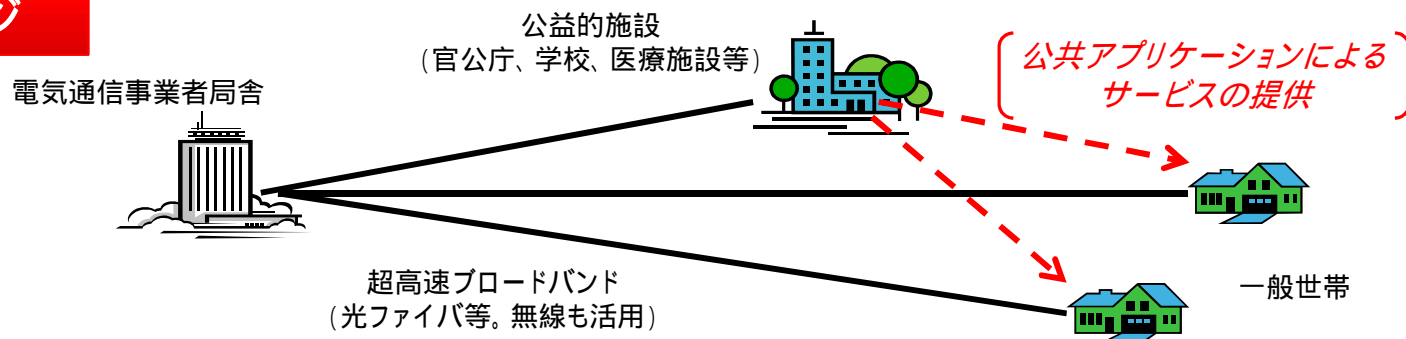 ジ
公益的施設
(官公庁、学校、医療施設等)
公共アプリケーションによる
サービスの提供
電気通信事業者局舎
超高速ブロードバンド
(光ファイバ等。無線も活用)
一般世帯